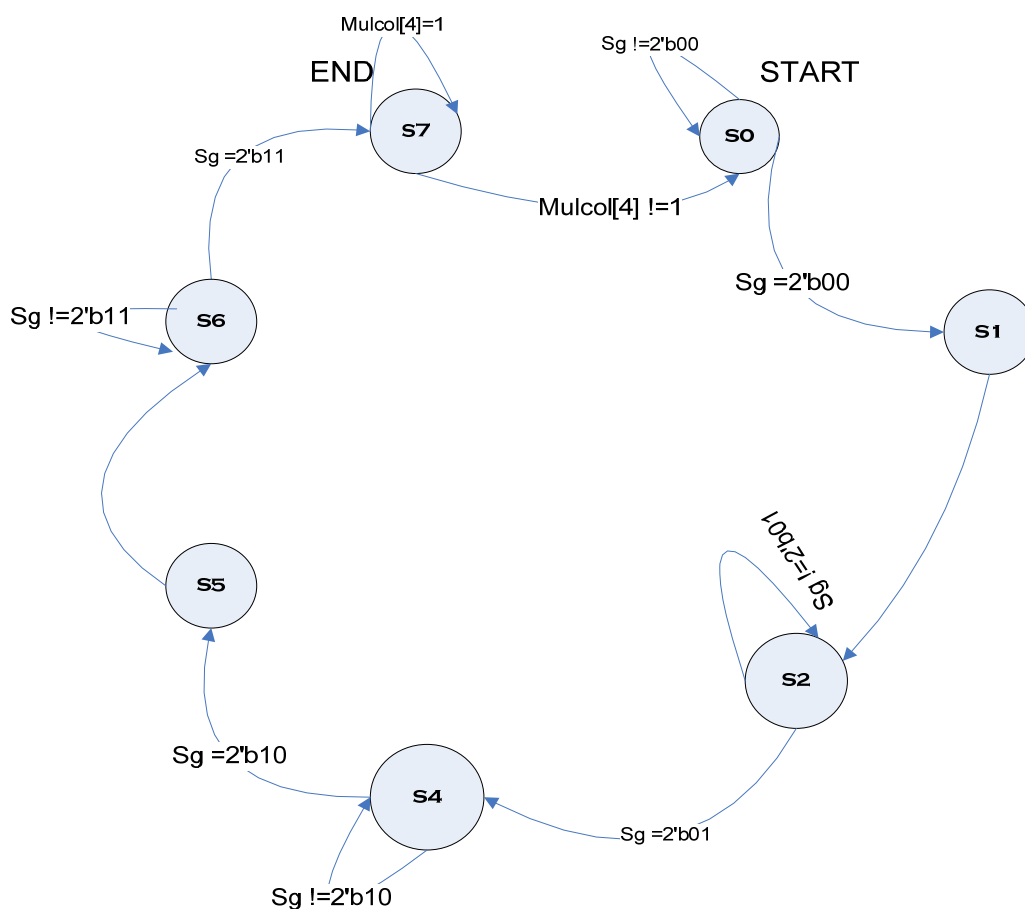 Mulcol[4]=1
Sg !=2'b00
END
START
S7
S0
Sg =2'b11
Mulcol[4] !=1
Sg =2'b00
Sg !=2'b11
S6
S1
Sg !=2'b01
S5
S2
Sg =2'b10
S4
Sg =2'b01
Sg !=2'b10